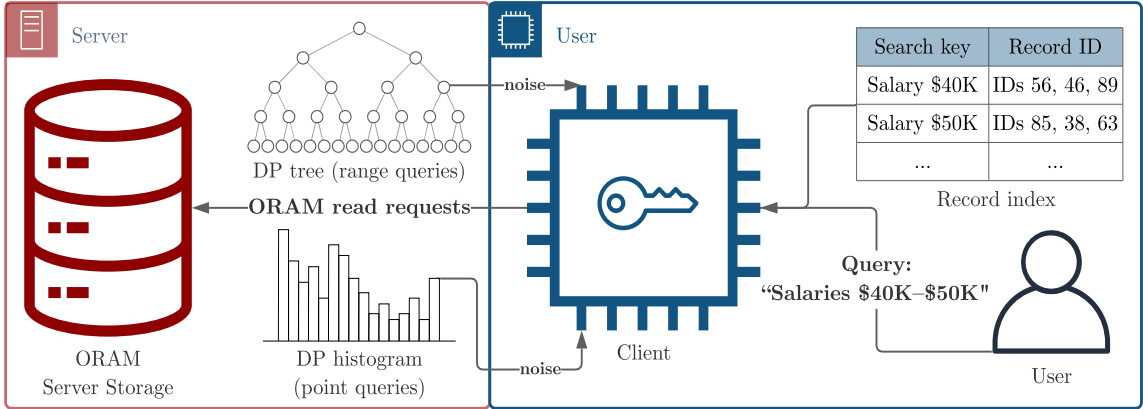 Server
User
noise
DP tree (range queries)
ORAM read requests
DP histogram
(point queries)
noise
ORAM
Server Storage
Client
Search key Record ID
Salary $40K IDs 56, 46, 89
Salary $50K IDs 85, 38, 63
... ...
Record index
Query:
“Salaries $40K–$50K"
User